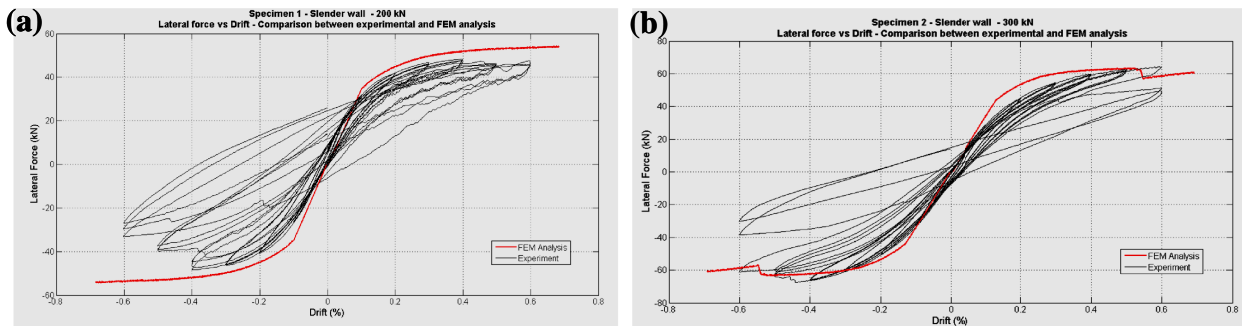 (a)
Specimen 1 - Slender wall - 200 kN
Lateral force vs Drift - Comparison between experimental and FEM analysis
60
40
20
0
-20
-40
-60
Lateral Force (kN)
-0.8 -0.6 -0.4 -0.2 0 0.2 0.4 0.6 0.8
Drift (%)
FEM Analysis
Experiment
(b)
Specimen 2 - Slender wall - 300 kN
Lateral force vs Drift - Comparison between experimental and FEM analysis
80
60
40
20
0
-20
-40
-60
-80
Lateral Force (kN)
-0.8 -0.6 -0.4 -0.2 0 0.2 0.4 0.6 0.8
Drift (%)
FEM Analysis
Experiment